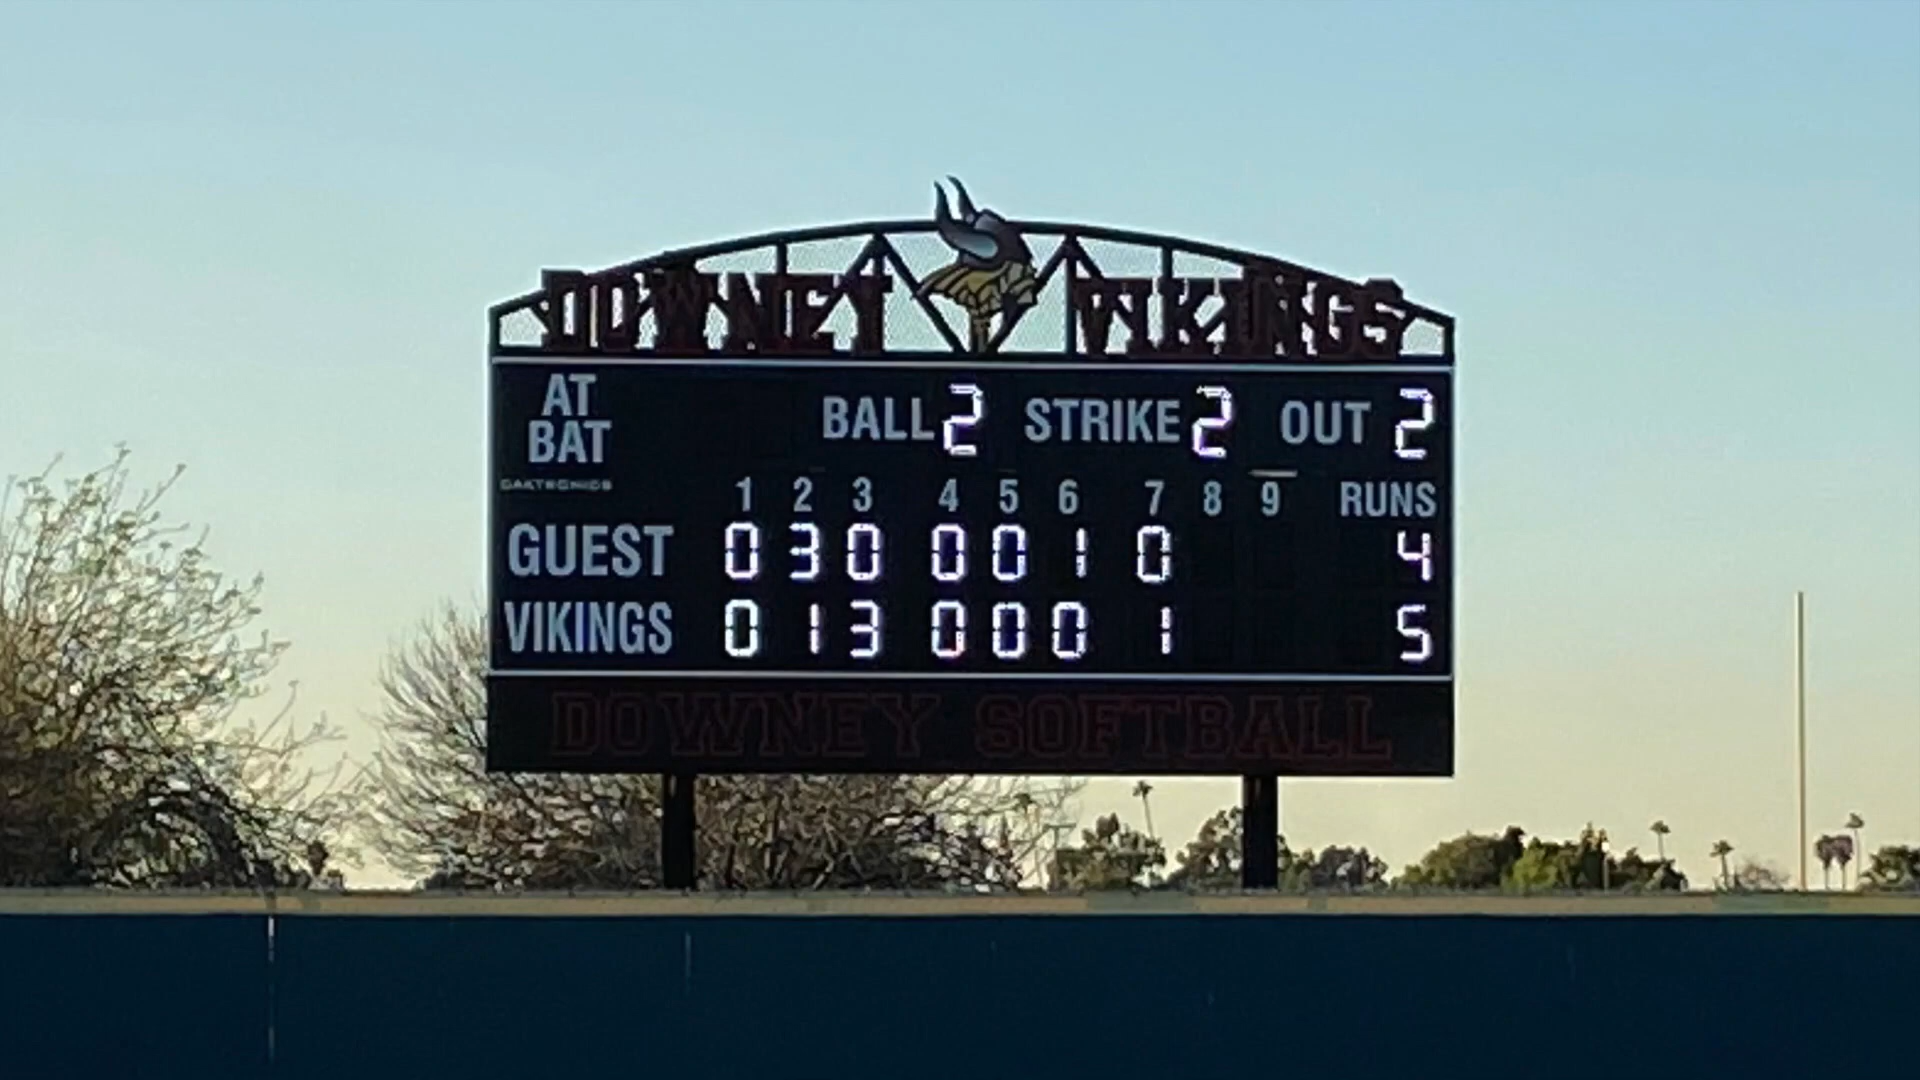 DOWNEY VIKINGS
AT BAT BALL 2 STRIKE 2 OUT 2
DAKTRONICS
1 2 3 4 5 6 7 8 9 RUNS
GUEST 0 3 0 0 0 1 0 4
VIKINGS 0 1 3 0 0 0 1 5
DOWNEY SOFTBALL